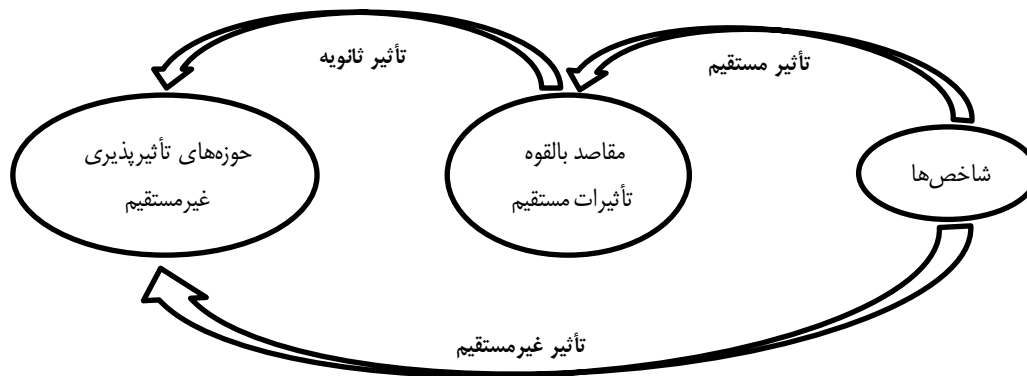 تأثیر مستقیم
تأثیر ثانویه
شاخص‌ها
مقاصد بالقوه
تأثیرات مستقیم
حوزه‌های تأثیرپذیری
غیرمستقیم
تأثیر غیرمستقیم